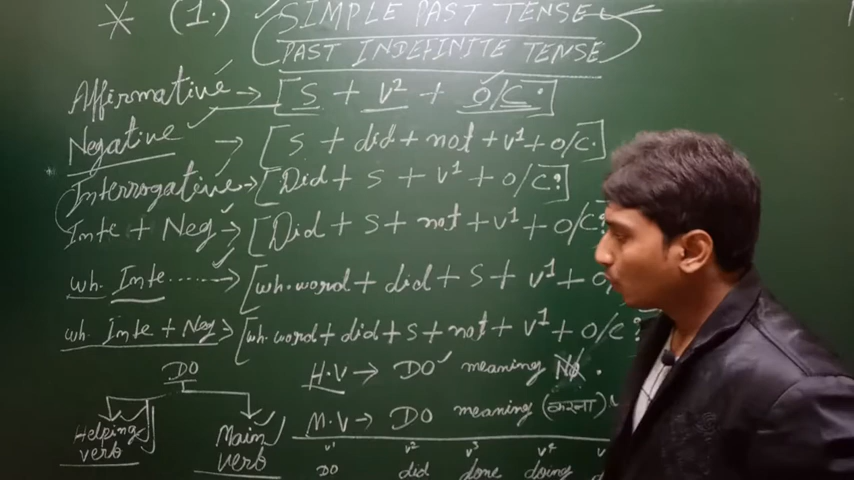 * (1.) SIMPLE PAST TENSE
PAST INDEFINITE TENSE
Affirmative → [S + V² + O/C.]
Negative → [S + did + not + V¹ + O/C.]
Interrogative → [Did + S + V¹ + O/C?]
Inte + Neg → [Did + S + not + V¹ + O/C?
wh. Inte ...... → [wh.word + did + S + V¹ + O
wh. Inte + Neg → [wh.word + did + S + not + V¹ + O/C?
DO
H.V → DO meaning No.
Helping verb
Main verb
M.V → DO meaning (करना)
V¹ V² V³ V⁴
DO did done doing